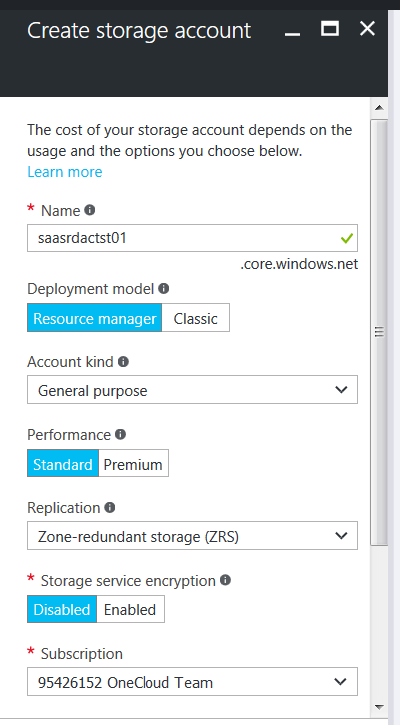 Create storage account
The cost of your storage account depends on the
usage and the options you choose below.
Learn more
* Name
saasrdactst01
.core.windows.net
Deployment model
Resource manager Classic
Account kind
General purpose
Performance
Standard Premium
Replication
Zone-redundant storage (ZRS)
* Storage service encryption
Disabled Enabled
* Subscription
95426152 OneCloud Team